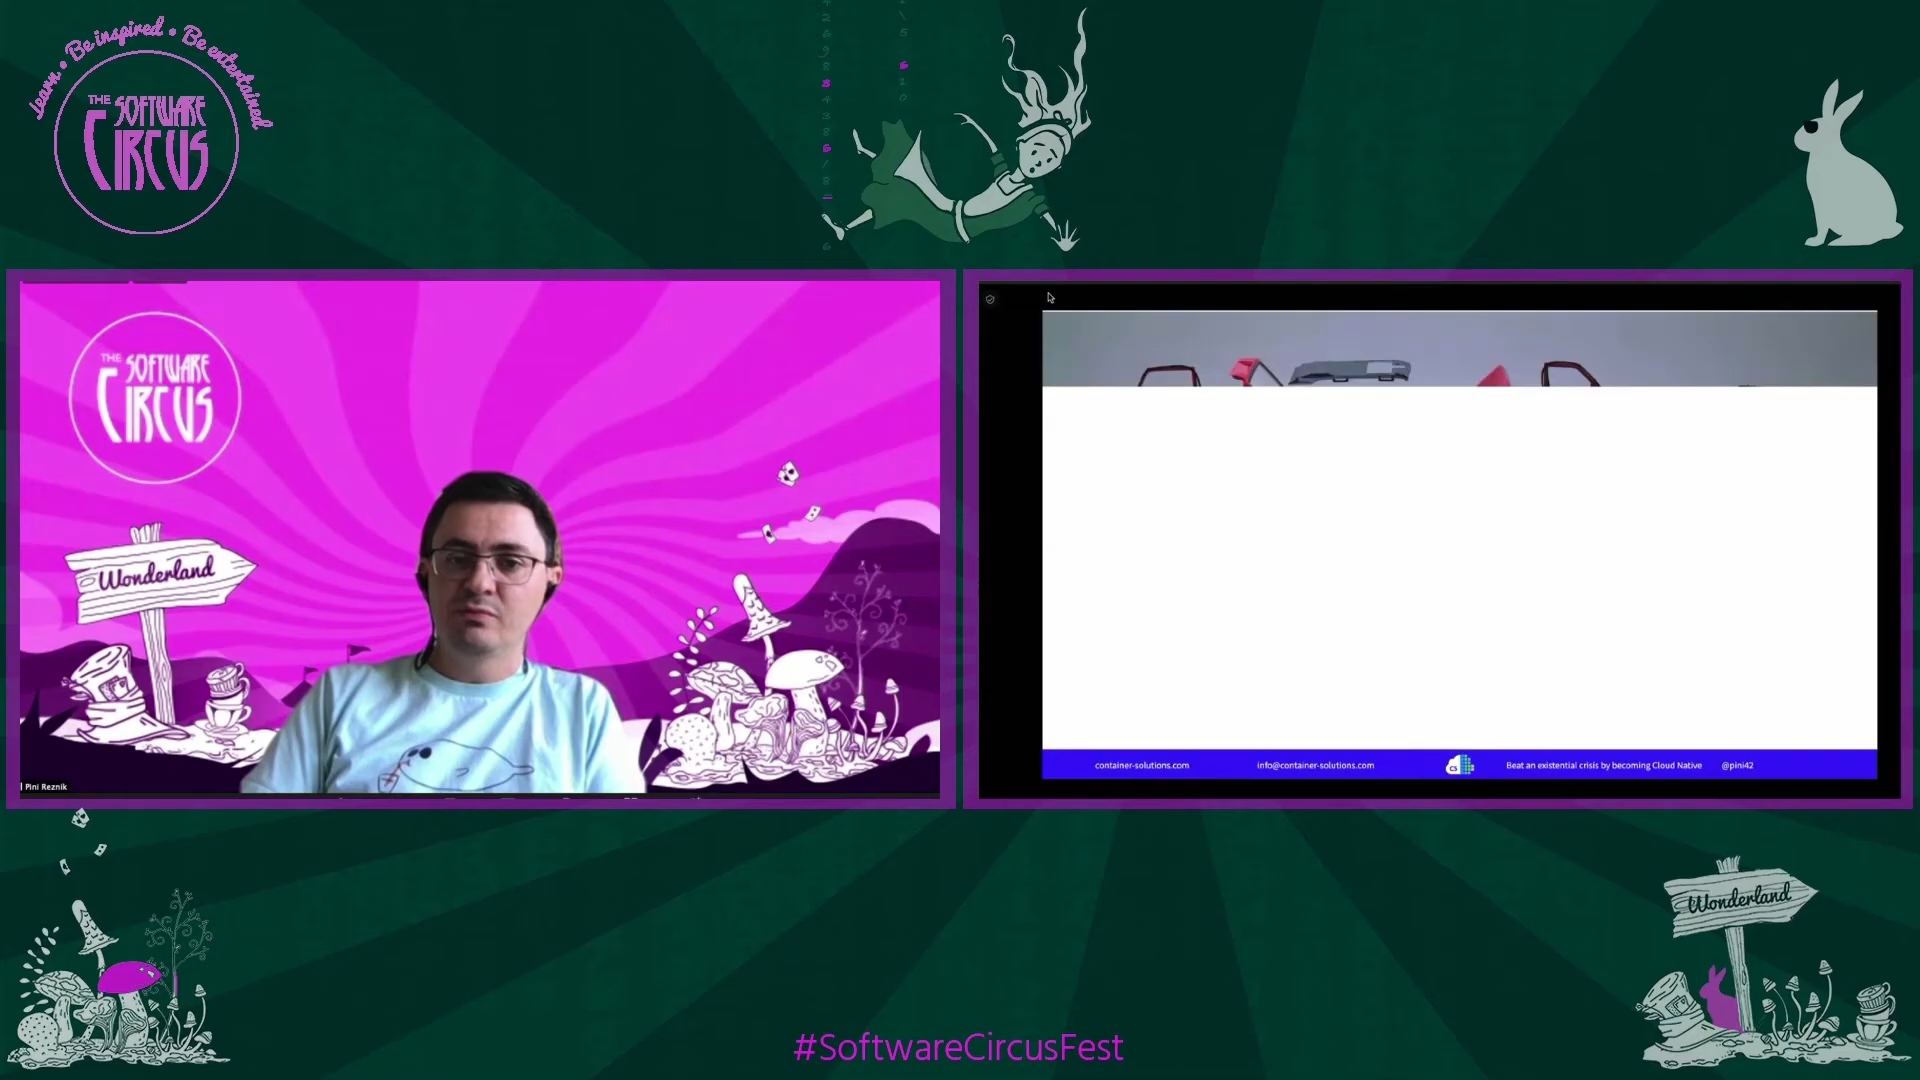 Learn • Be inspired • Be entertained
THE SOFTWARE CIRCUS
THE SOFTWARE CIRCUS
Wonderland
Pini Reznik
container-solutions.com
info@container-solutions.com
CS
Beat an existential crisis by becoming Cloud Native
@pini42
Wonderland
#SoftwareCircusFest